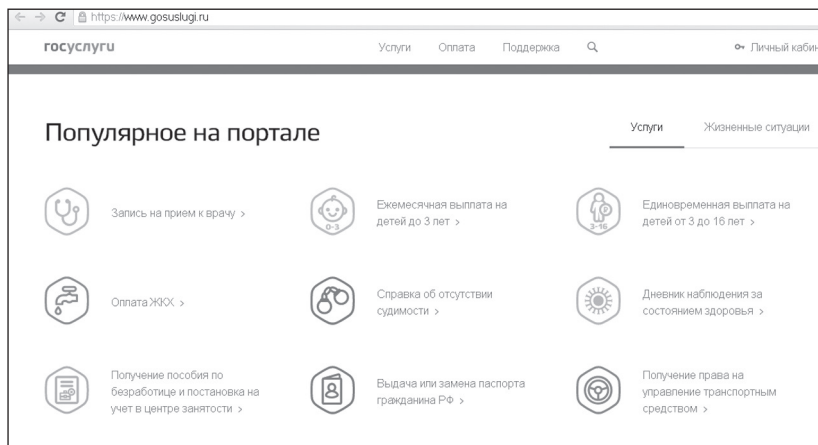 https://www.gosuslugi.ru
госуслуги Услуги Оплата Поддержка Личный кабин
Популярное на портале
Услуги Жизненные ситуации
Запись на прием к врачу >
0-3
Ежемесячная выплата на
детей до 3 лет >
3-16
Единовременная выплата на
детей от 3 до 16 лет >
Оплата ЖКХ >
Справка об отсутствии
судимости >
Дневник наблюдения за
состоянием здоровья >
Получение пособия по
безработице и постановка на
учет в центре занятости >
Выдача или замена паспорта
гражданина РФ >
Получение права на
управление транспортным
средством >